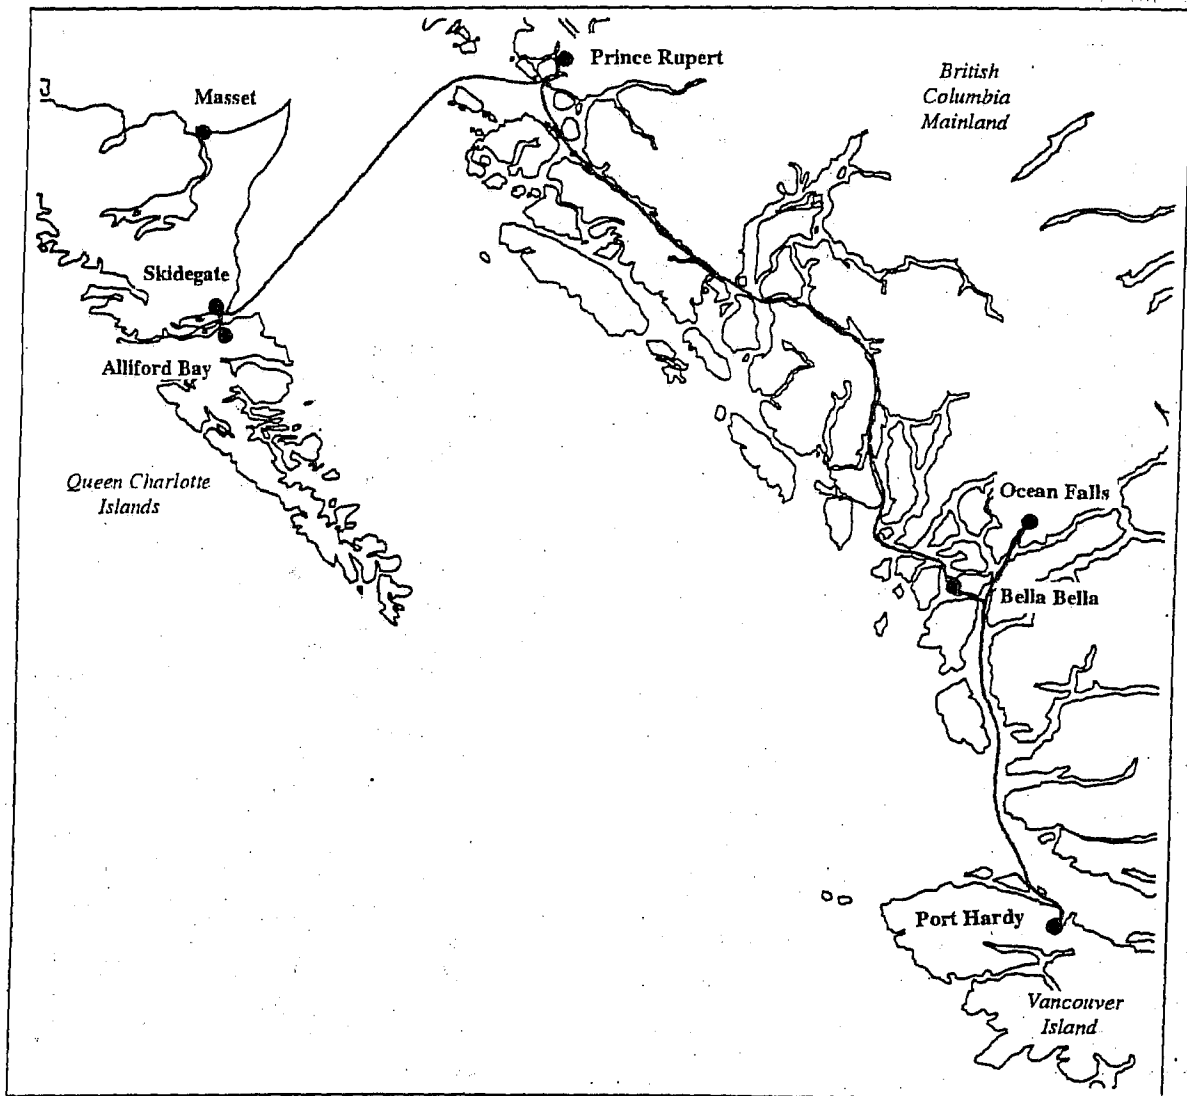 Prince Rupert
British
Columbia
Mainland
Masset
Skidegate
Alliford Bay
Queen Charlotte
Islands
Ocean Falls
Bella Bella
Port Hardy
Vancouver
Island